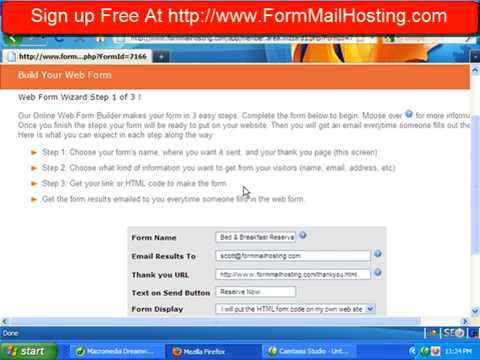 Sign up Free At http://www.FormMailHosting.com
http://www.form...php?FormId=7166
Build Your Web Form
Web Form Wizard Step 1 of 3 !
Our Online Web Form Builder makes your form in 3 easy steps. Complete the form below to begin. Mouse over ? for more informa
Once you finish the steps your form will be ready to put on your website. Then you will get an email everytime someone fills out the
Here is what you can expect in each step along the way:
Step 1: Choose your form's name, where you want it sent, and your thank you page (this screen)
Step 2: Choose what kind of information you want to get from your visitors (name, email, address, etc)
Step 3: Get your link or HTML code to make the form
Get the form results emailed to you everytime someone fills in the web form.
Form Name Bed & Breakfast Reserva ?
Email Results To scott@formmailhosting.com ?
Thank you URL http://www.formmailhosting.com/thankyou.html ?
Text on Send Button Reserve Now
Form Display I will put the HTML form code on my own web site
Done
start Macromedia Dreamw... Mozilla Firefox Camtasia Studio - Unt... 11:24 PM